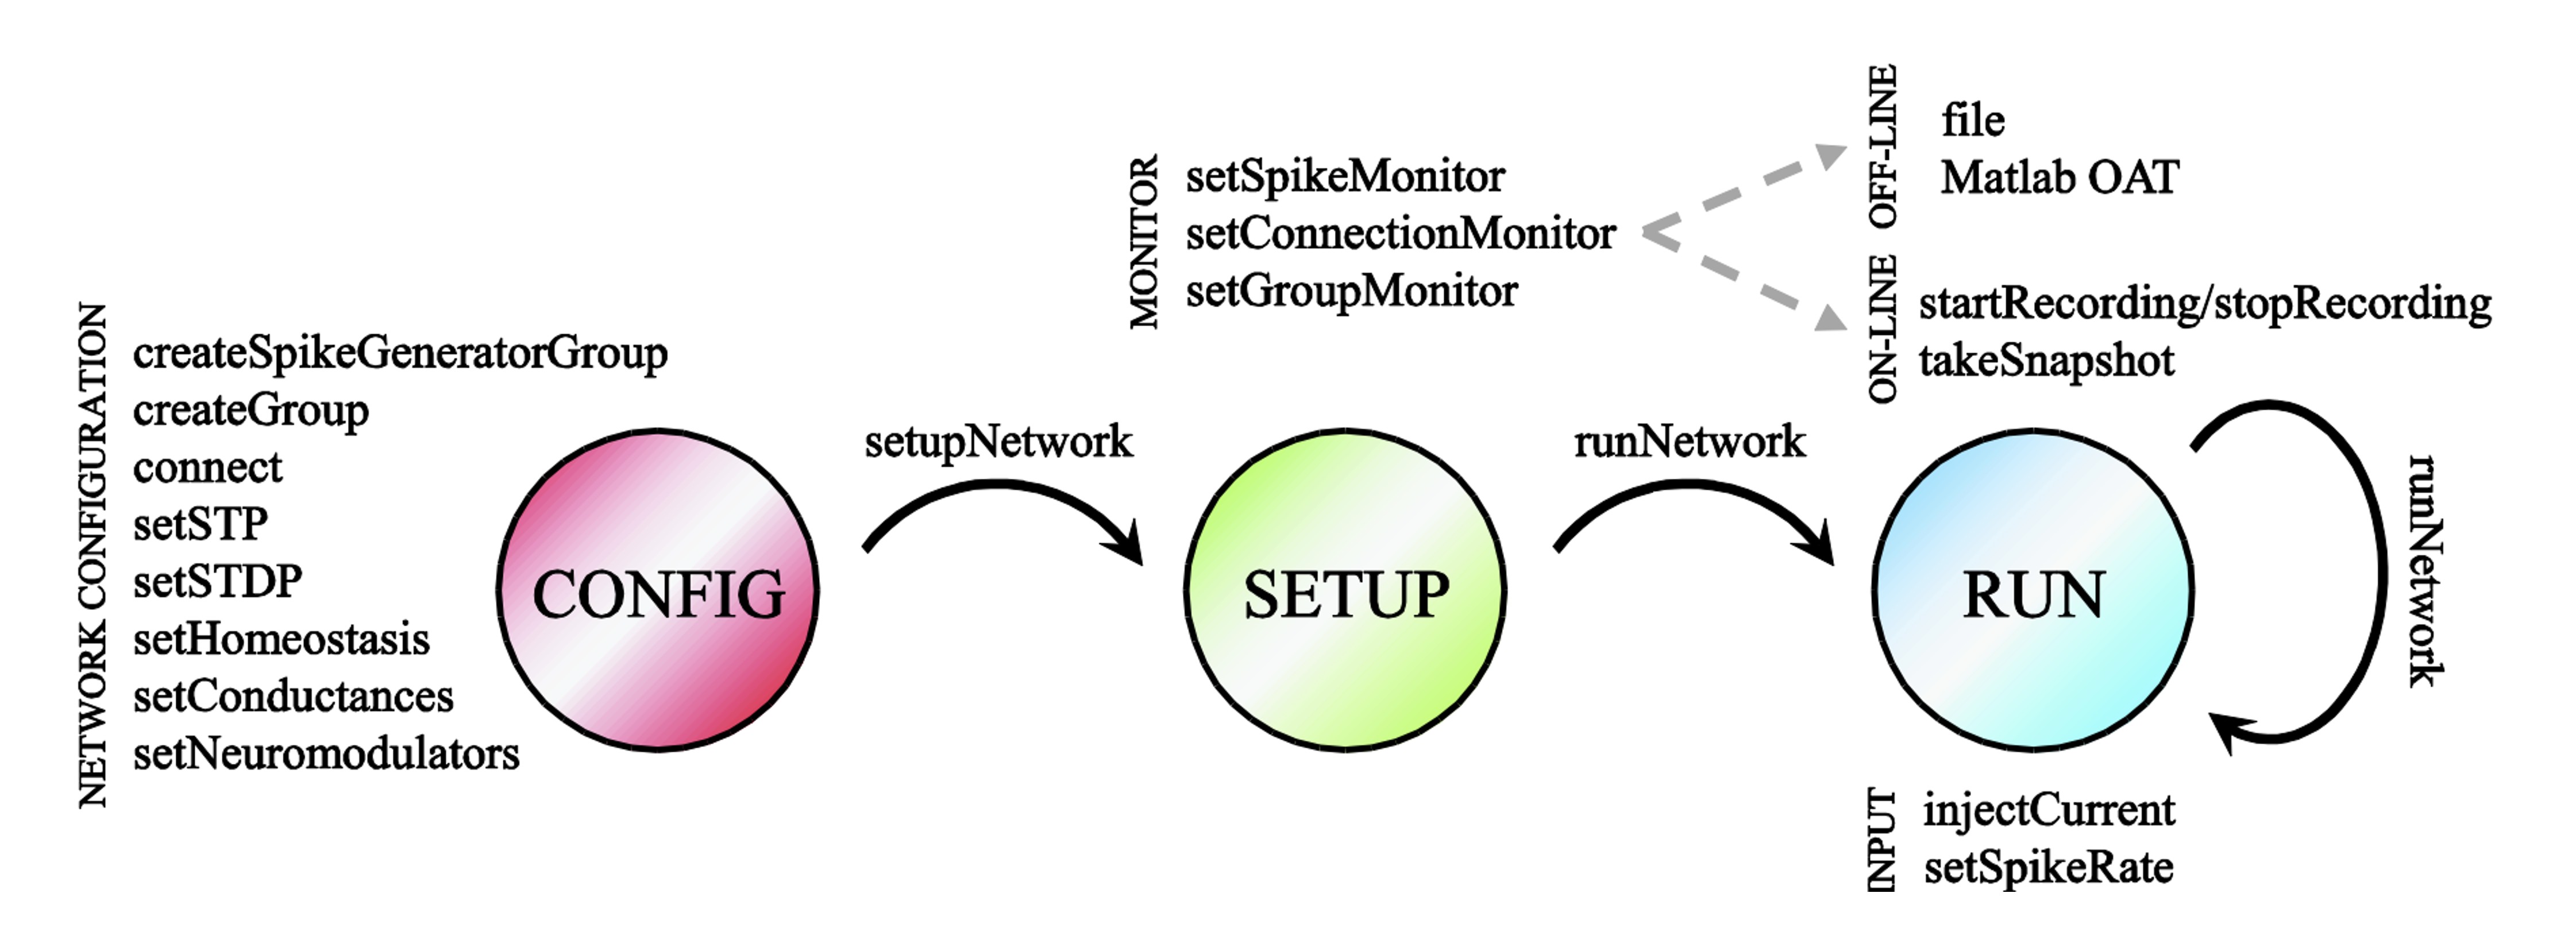 NETWORK CONFIGURATION
createSpikeGeneratorGroup
createGroup
connect
setSTP
setSTDP
setHomeostasis
setConductances
setNeuromodulators
CONFIG
setupNetwork
MONITOR
setSpikeMonitor
setConnectionMonitor
setGroupMonitor
SETUP
runNetwork
OFF-LINE
file
Matlab OAT
ON-LINE
startRecording/stopRecording
takeSnapshot
RUN
runNetwork
INPUT
injectCurrent
setSpikeRate